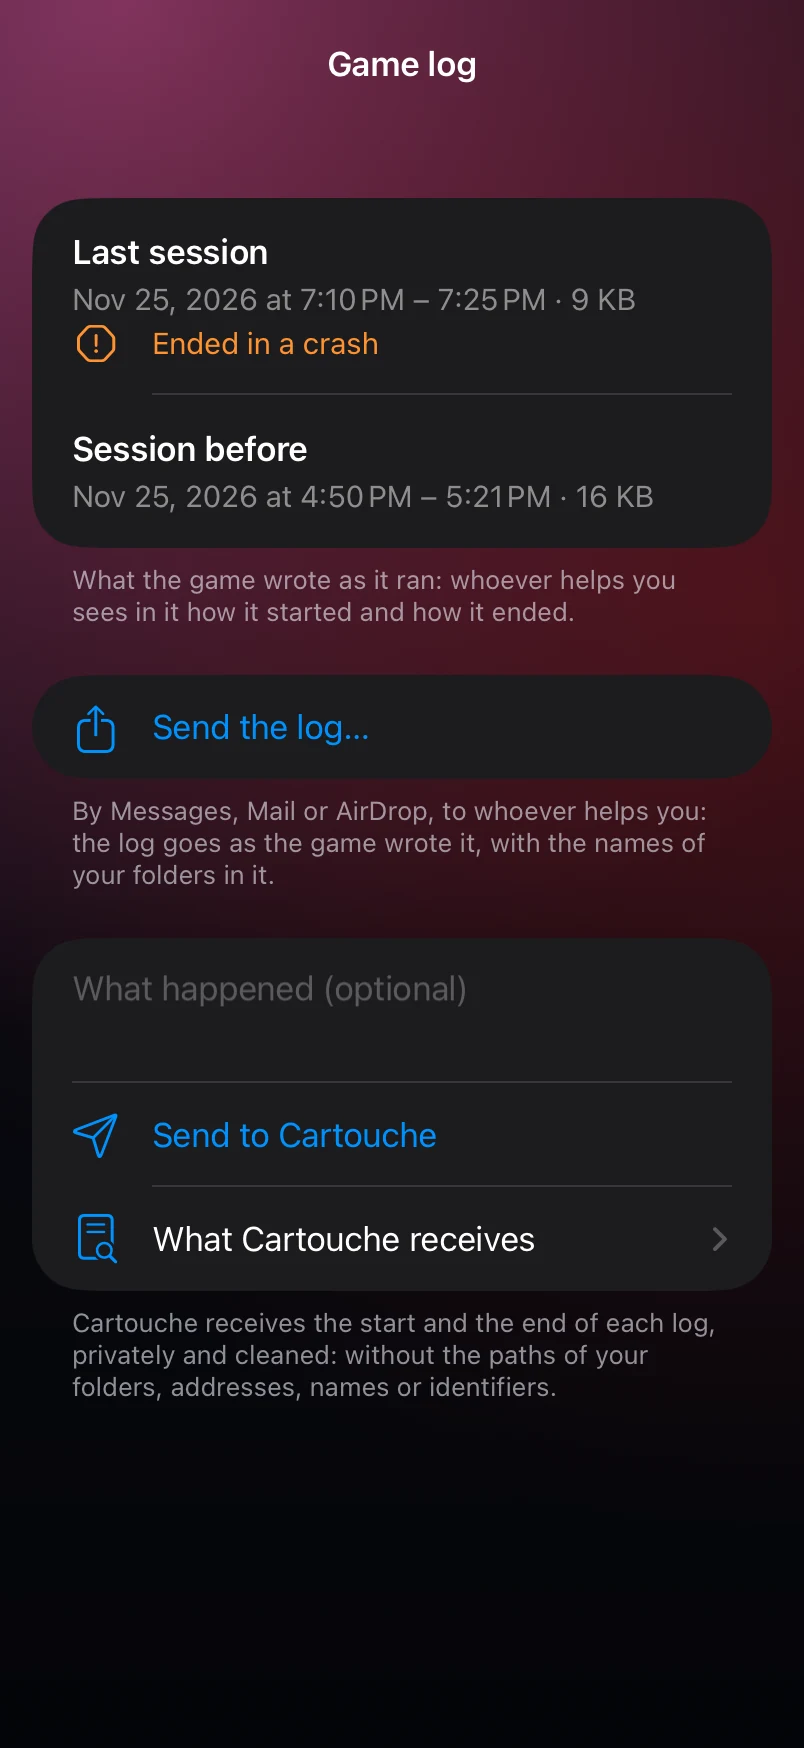 Game log
Last session
Nov 25, 2026 at 7:10 PM – 7:25 PM · 9 KB
Ended in a crash
Session before
Nov 25, 2026 at 4:50 PM – 5:21 PM · 16 KB
What the game wrote as it ran: whoever helps you
sees in it how it started and how it ended.
Send the log...
By Messages, Mail or AirDrop, to whoever helps you:
the log goes as the game wrote it, with the names of
your folders in it.
What happened (optional)
Send to Cartouche
What Cartouche receives
Cartouche receives the start and the end of each log,
privately and cleaned: without the paths of your
folders, addresses, names or identifiers.